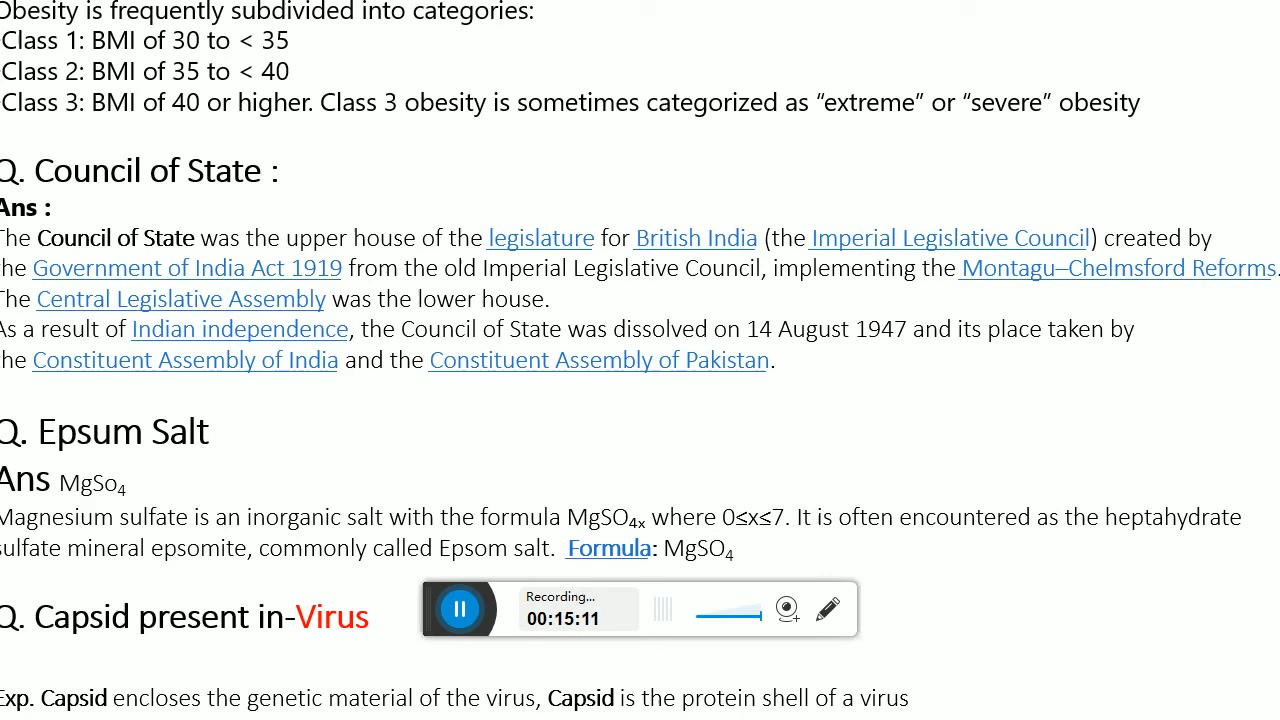 Obesity is frequently subdivided into categories:
Class 1: BMI of 30 to < 35
Class 2: BMI of 35 to < 40
Class 3: BMI of 40 or higher. Class 3 obesity is sometimes categorized as “extreme” or “severe” obesity
Q. Council of State :
Ans :
The Council of State was the upper house of the legislature for British India (the Imperial Legislative Council) created by
the Government of India Act 1919 from the old Imperial Legislative Council, implementing the Montagu–Chelmsford Reforms.
The Central Legislative Assembly was the lower house.
As a result of Indian independence, the Council of State was dissolved on 14 August 1947 and its place taken by
the Constituent Assembly of India and the Constituent Assembly of Pakistan.
Q. Epsum Salt
Ans MgSo₄
Magnesium sulfate is an inorganic salt with the formula MgSO₄ₓ where 0≤x≤7. It is often encountered as the heptahydrate
sulfate mineral epsomite, commonly called Epsom salt. Formula: MgSO₄
Recording...
00:15:11
Q. Capsid present in-Virus
Exp. Capsid encloses the genetic material of the virus, Capsid is the protein shell of a virus